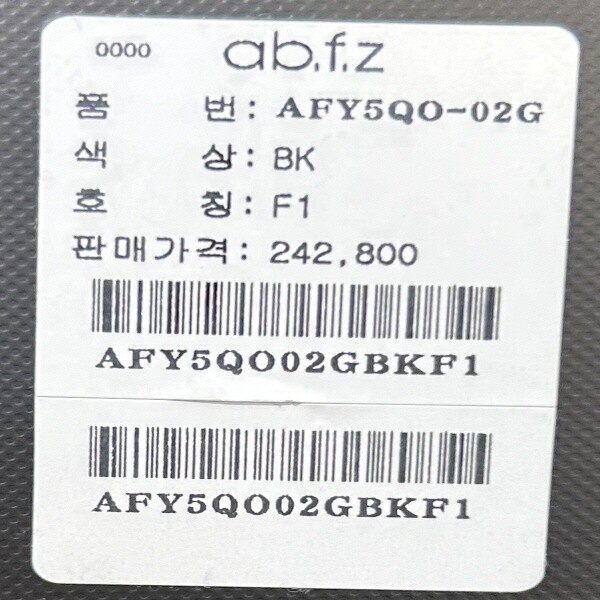 0000 ab.f.z
품 번: AFY5QO-02G
색 상: BK
호 칭: F1
판매가격: 242,800
AFY5QO02GBKF1
AFY5QO02GBKF1